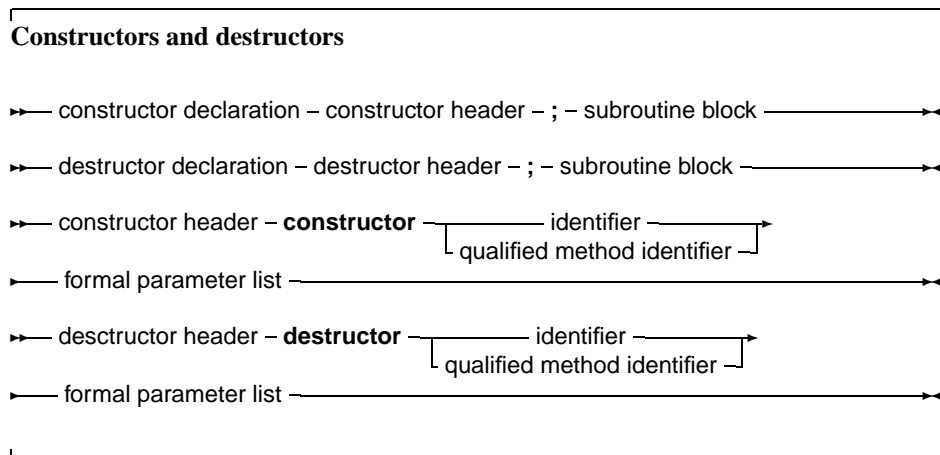 Constructors and destructors
constructor declaration constructor header ; subroutine block
destructor declaration destructor header ; subroutine block
constructor header constructor identifier
qualified method identifier
formal parameter list
desctructor header destructor identifier
qualified method identifier
formal parameter list